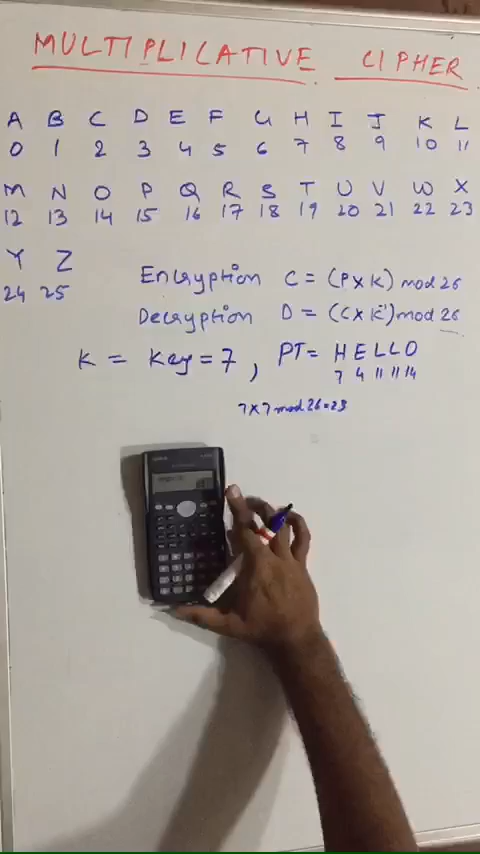 MULTIPLICATIVE CIPHER
A B C D E F G H I J K L
0 1 2 3 4 5 6 7 8 9 10 11
M N O P Q R S T U V W X
12 13 14 15 16 17 18 19 20 21 22 23
Y Z
24 25
Encryption C = (P X K) mod 26
Decryption D = (C X K⁻¹) mod 26
K = Key = 7, PT = HELLO
7 4 11 11 14
7 X 7 mod 26 = 23